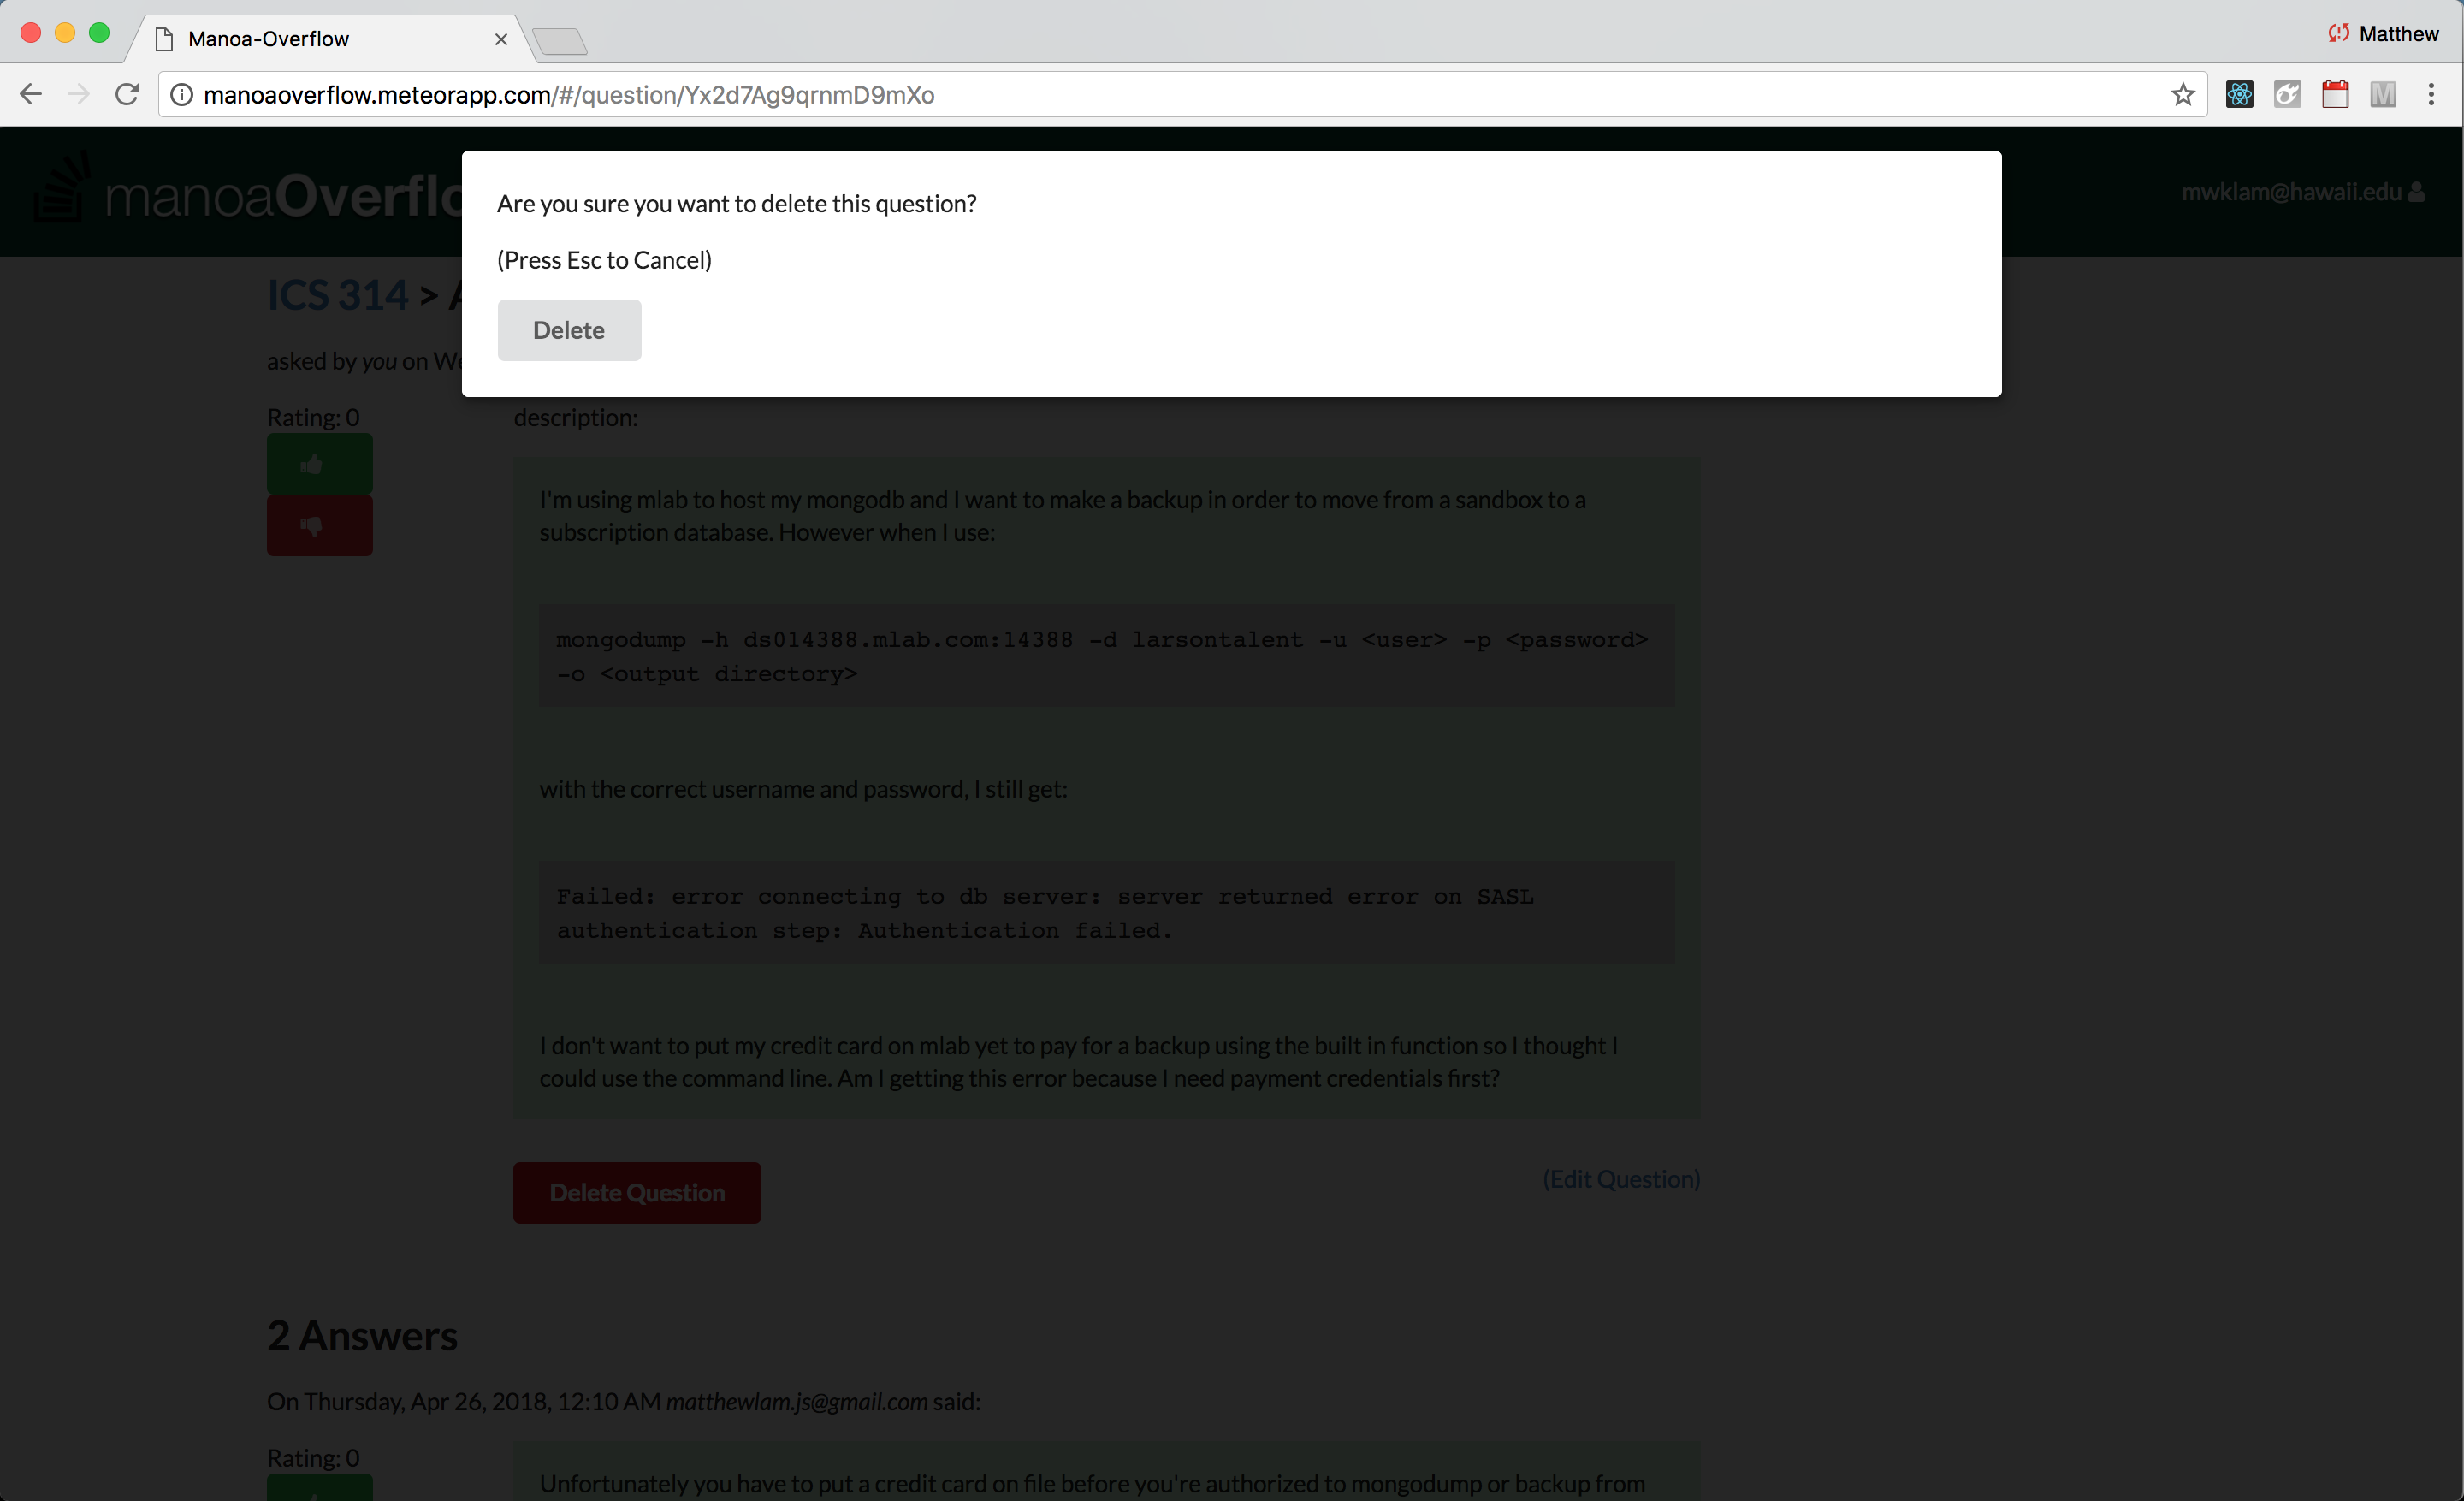 Manoa-Overflow
Matthew
manoaoverflow.meteorapp.com/#/question/Yx2d7Ag9qrnmD9mXo
manoaOverflo
mwklam@hawaii.edu
Are you sure you want to delete this question?
(Press Esc to Cancel)
Delete
ICS 314 >
asked by you on We
Rating: 0
description:
I'm using mlab to host my mongodb and I want to make a backup in order to move from a sandbox to a
subscription database. However when I use:
mongodump -h ds014388.mlab.com:14388 -d larsontalent -u <user> -p <password>
-o <output directory>
with the correct username and password, I still get:
Failed: error connecting to db server: server returned error on SASL
authentication step: Authentication failed.
I don't want to put my credit card on mlab yet to pay for a backup using the built in function so I thought I
could use the command line. Am I getting this error because I need payment credentials first?
Delete Question
(Edit Question)
2 Answers
On Thursday, Apr 26, 2018, 12:10 AM matthewlam.js@gmail.com said:
Rating: 0
Unfortunately you have to put a credit card on file before you're authorized to mongodump or backup from